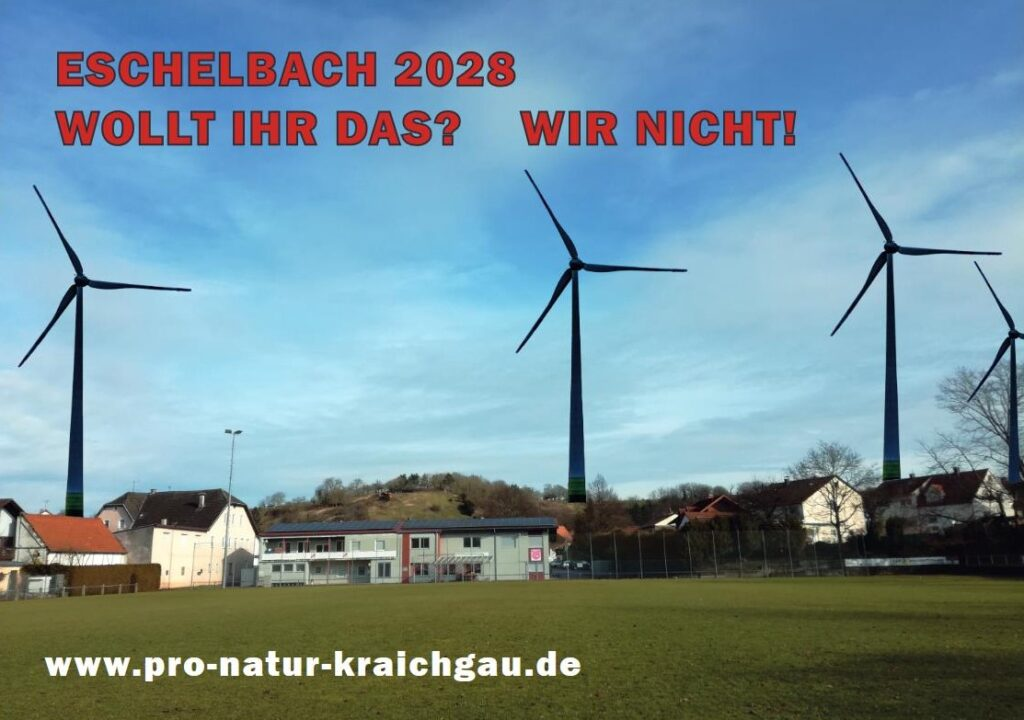 ESCHELBACH 2028
WOLLT IHR DAS? WIR NICHT!
www.pro-natur-kraichgau.de